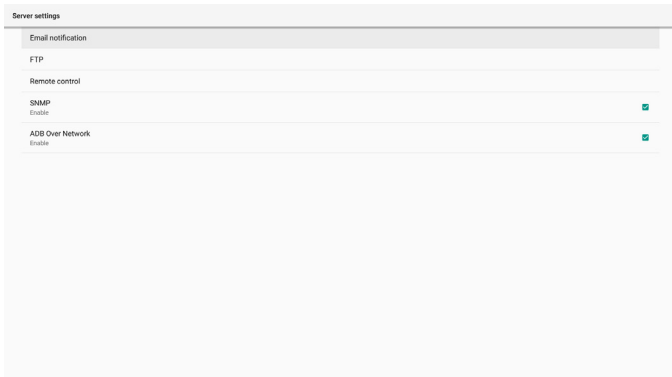 Server settings
Email notification
FTP
Remote control
SNMP
Enable
ADB Over Network
Enable